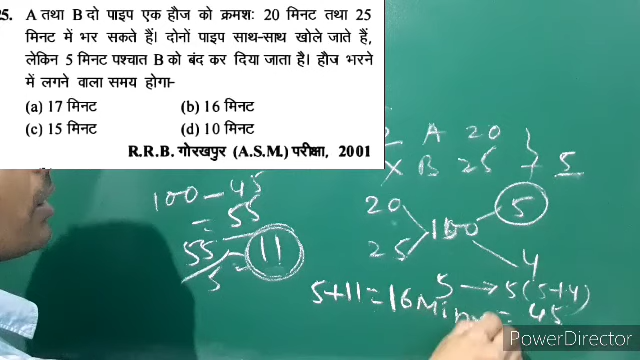 25. A तथा B दो पाइप एक हौज को क्रमशः 20 मिनट तथा 25
मिनट में भर सकते हैं। दोनों पाइप साथ-साथ खोले जाते हैं,
लेकिन 5 मिनट पश्चात B को बंद कर दिया जाता है। हौज भरने
में लगने वाला समय होगा-
(a) 17 मिनट (b) 16 मिनट
(c) 15 मिनट (d) 10 मिनट
R.R.B. गोरखपुर (A.S.M.) परीक्षा, 2001
A 20
X B 25 5
100 - 45
= 55
55
5 = 11
20
25 100 5
4
5 → 5(5+4)
= 45
5+11=16Min
PowerDirector